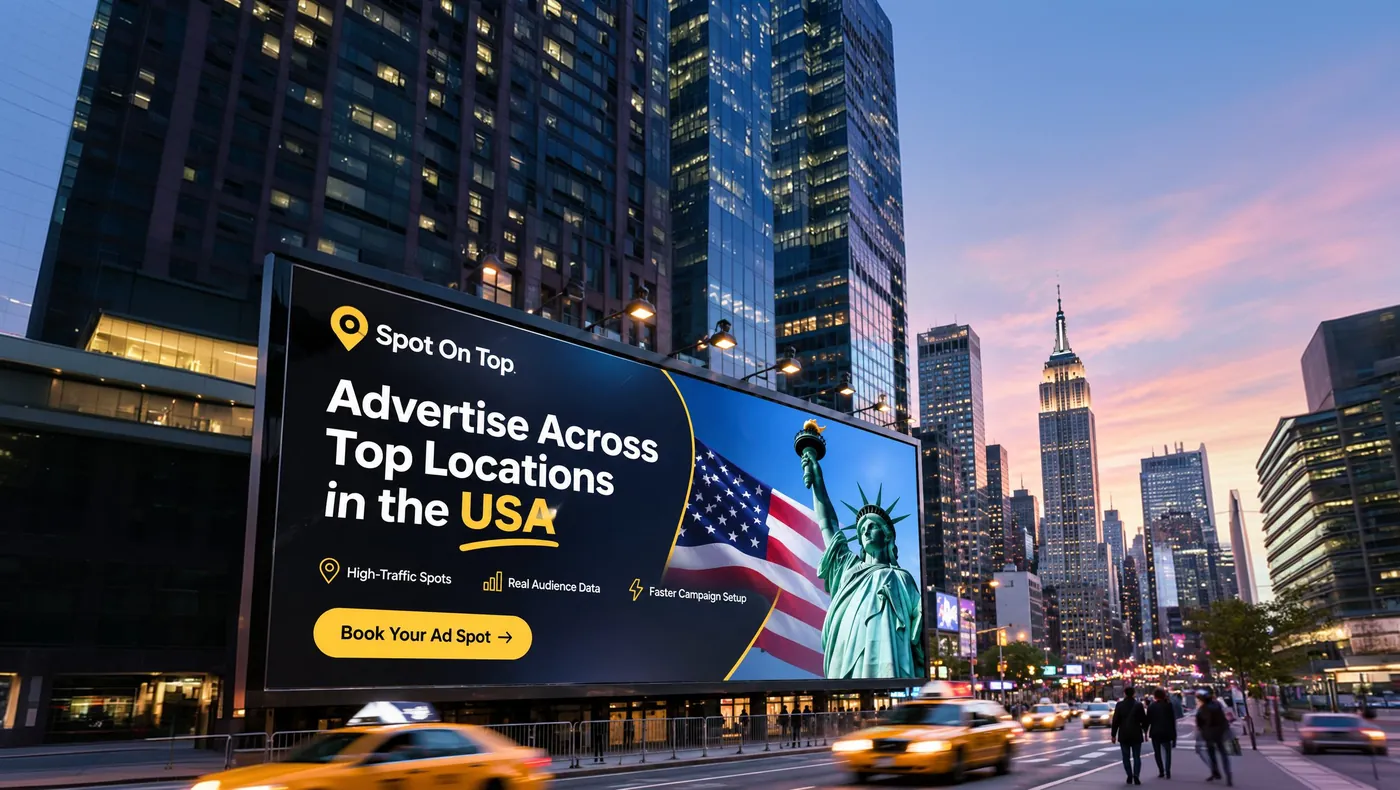 Spot On Top.
Advertise Across
Top Locations
in the USA
High-Traffic Spots
Real Audience Data
Faster Campaign Setup
Book Your Ad Spot →